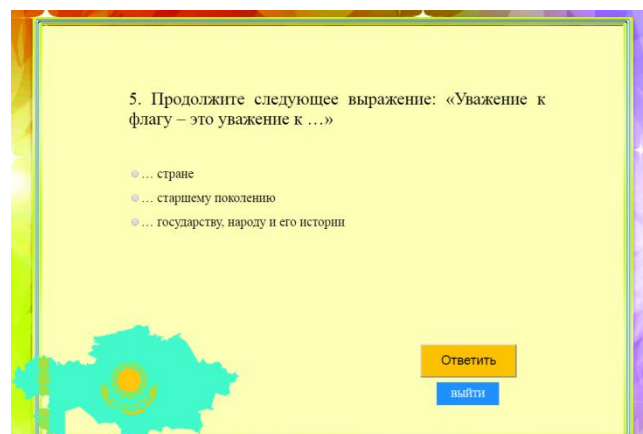 5. Продолжите следующее выражение: «Уважение к
флагу – это уважение к …»
… стране
… старшему поколению
… государству, народу и его истории
Ответить
выйти